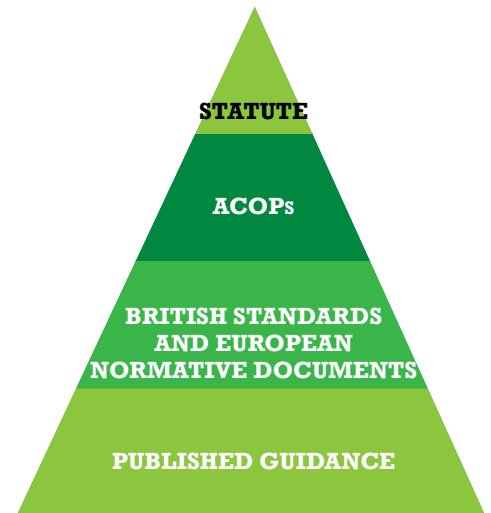 STATUTE
ACOPs
BRITISH STANDARDS
AND EUROPEAN
NORMATIVE DOCUMENTS
PUBLISHED GUIDANCE